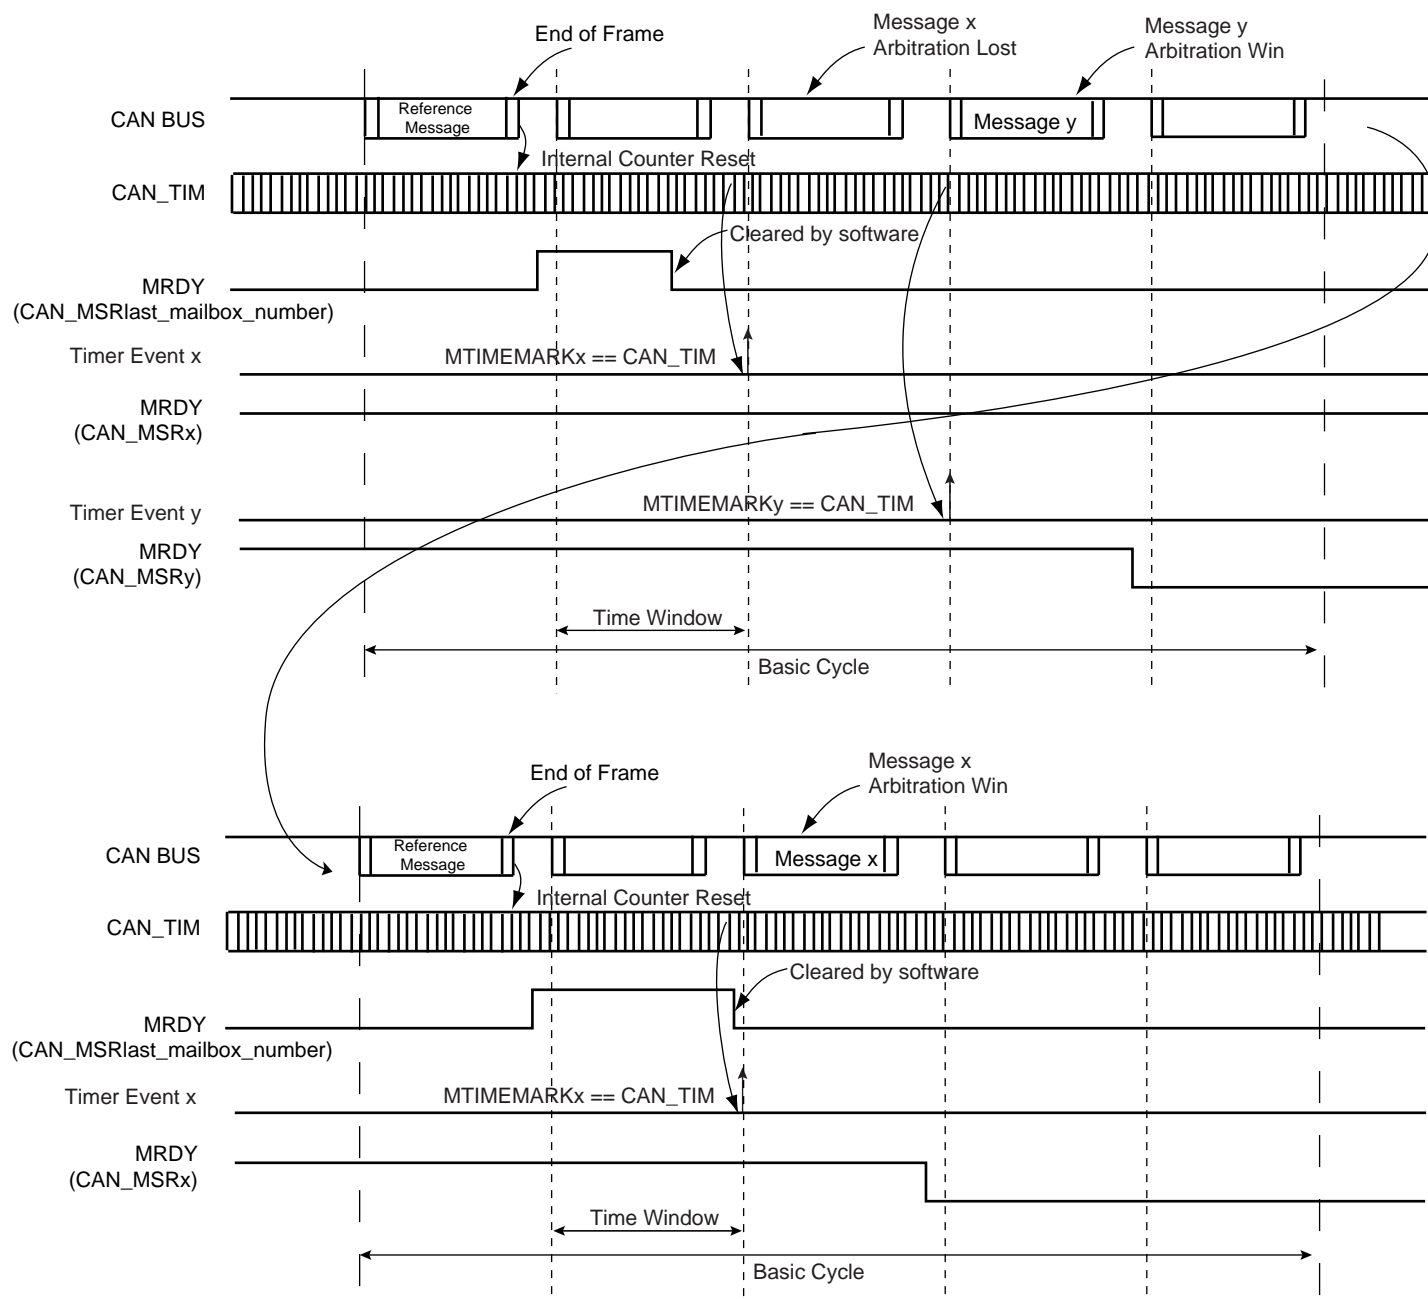 End of Frame
Message x
Arbitration Lost
Message y
Arbitration Win
CAN BUS
Reference
Message
Message y
Internal Counter Reset
CAN_TIM
Cleared by software
MRDY
(CAN_MSRlast_mailbox_number)
Timer Event x
MTIMEMARKx == CAN_TIM
MRDY
(CAN_MSRx)
Timer Event y
MTIMEMARKy == CAN_TIM
MRDY
(CAN_MSRy)
Time Window
Basic Cycle
End of Frame
Message x
Arbitration Win
CAN BUS
Reference
Message
Message x
Internal Counter Reset
CAN_TIM
Cleared by software
MRDY
(CAN_MSRlast_mailbox_number)
Timer Event x
MTIMEMARKx == CAN_TIM
MRDY
(CAN_MSRx)
Time Window
Basic Cycle